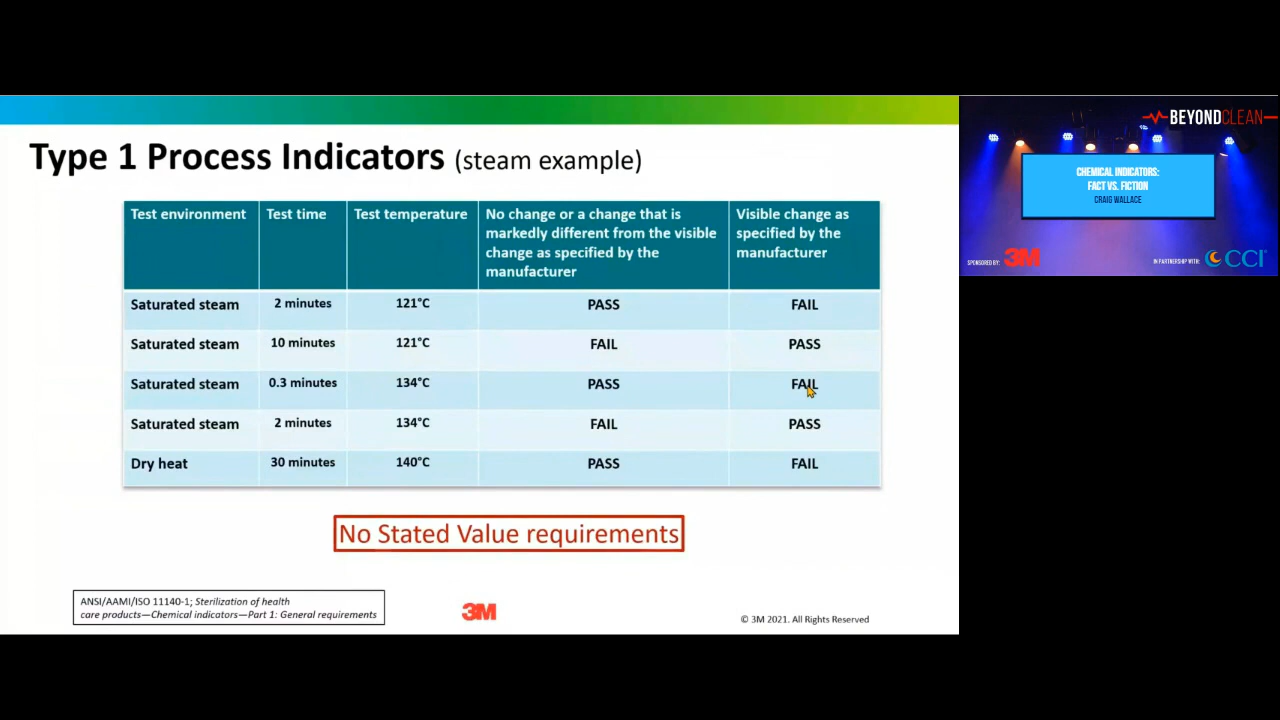 Type 1 Process Indicators (steam example)
Test environment Test time Test temperature No change or a change that is markedly different from the visible change as specified by the manufacturer Visible change as specified by the manufacturer
Saturated steam 2 minutes 121°C PASS FAIL
Saturated steam 10 minutes 121°C FAIL PASS
Saturated steam 0.3 minutes 134°C PASS FAIL
Saturated steam 2 minutes 134°C FAIL PASS
Dry heat 30 minutes 140°C PASS FAIL
No Stated Value requirements
ANSI/AAMI/ISO 11140-1; Sterilization of health
care products—Chemical indicators—Part 1: General requirements
3M
© 3M 2021. All Rights Reserved
BEYONDCLEAN
CHEMICAL INDICATORS:
FACT VS. FICTION
CRAIG WALLACE
SPONSORED BY: 3M
IN PARTNERSHIP WITH: CCI